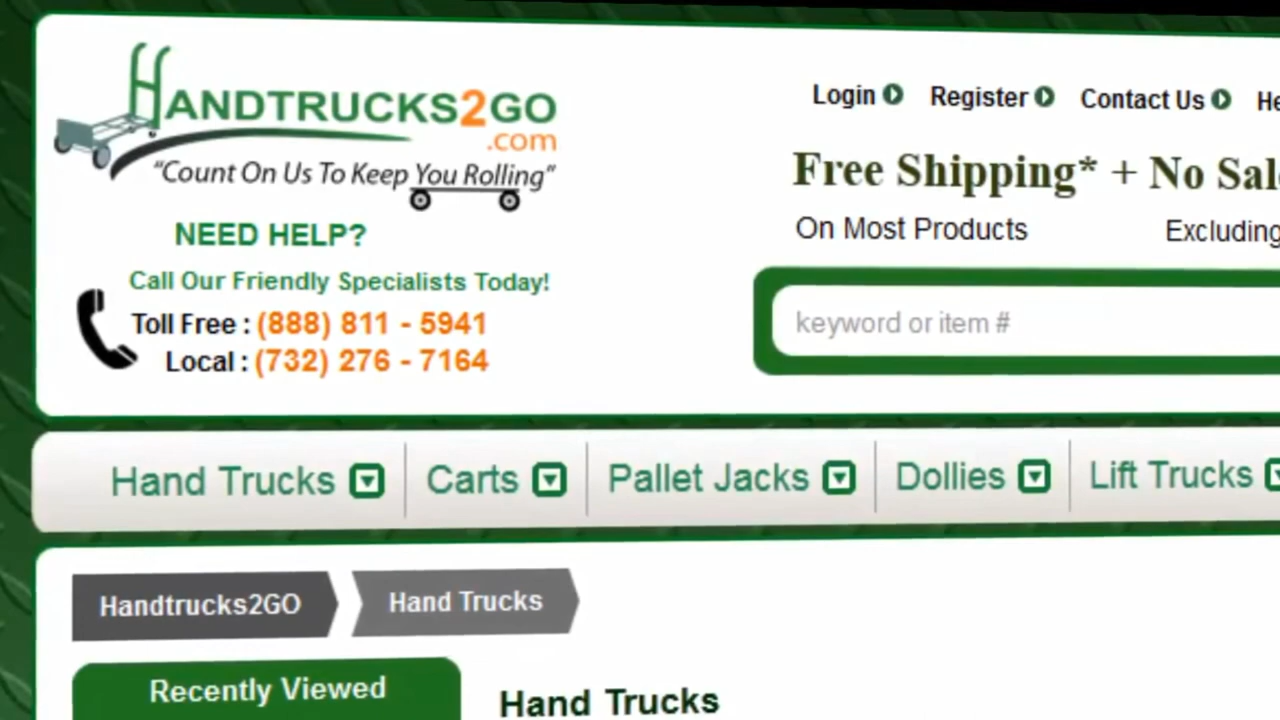 HANDTRUCKS2GO
.com
"Count On Us To Keep You Rolling"
NEED HELP?
Call Our Friendly Specialists Today!
Toll Free : (888) 811 - 5941
Local : (732) 276 - 7164
Login Register Contact Us
Free Shipping* + No
On Most Products Excluding
keyword or item #
Hand Trucks Carts Pallet Jacks Dollies Lift Trucks
Handtrucks2GO Hand Trucks
Recently Viewed
Hand Trucks